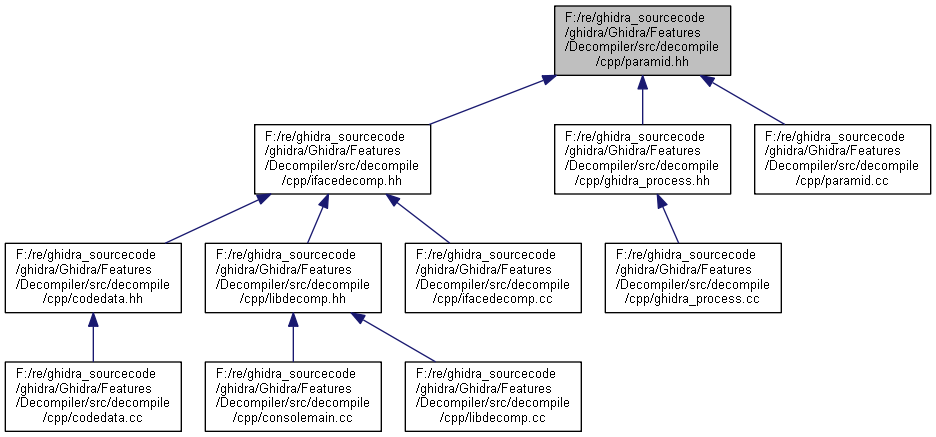 F:/re/ghidra_sourcecode
/ghidra/Ghidra/Features
/Decompiler/src/decompile
/cpp/paramid.hh
F:/re/ghidra_sourcecode
/ghidra/Ghidra/Features
/Decompiler/src/decompile
/cpp/ifacedecomp.hh
F:/re/ghidra_sourcecode
/ghidra/Ghidra/Features
/Decompiler/src/decompile
/cpp/ghidra_process.hh
F:/re/ghidra_sourcecode
/ghidra/Ghidra/Features
/Decompiler/src/decompile
/cpp/paramid.cc
F:/re/ghidra_sourcecode
/ghidra/Ghidra/Features
/Decompiler/src/decompile
/cpp/codedata.hh
F:/re/ghidra_sourcecode
/ghidra/Ghidra/Features
/Decompiler/src/decompile
/cpp/libdecomp.hh
F:/re/ghidra_sourcecode
/ghidra/Ghidra/Features
/Decompiler/src/decompile
/cpp/ifacedecomp.cc
F:/re/ghidra_sourcecode
/ghidra/Ghidra/Features
/Decompiler/src/decompile
/cpp/ghidra_process.cc
F:/re/ghidra_sourcecode
/ghidra/Ghidra/Features
/Decompiler/src/decompile
/cpp/codedata.cc
F:/re/ghidra_sourcecode
/ghidra/Ghidra/Features
/Decompiler/src/decompile
/cpp/consolemain.cc
F:/re/ghidra_sourcecode
/ghidra/Ghidra/Features
/Decompiler/src/decompile
/cpp/libdecomp.cc